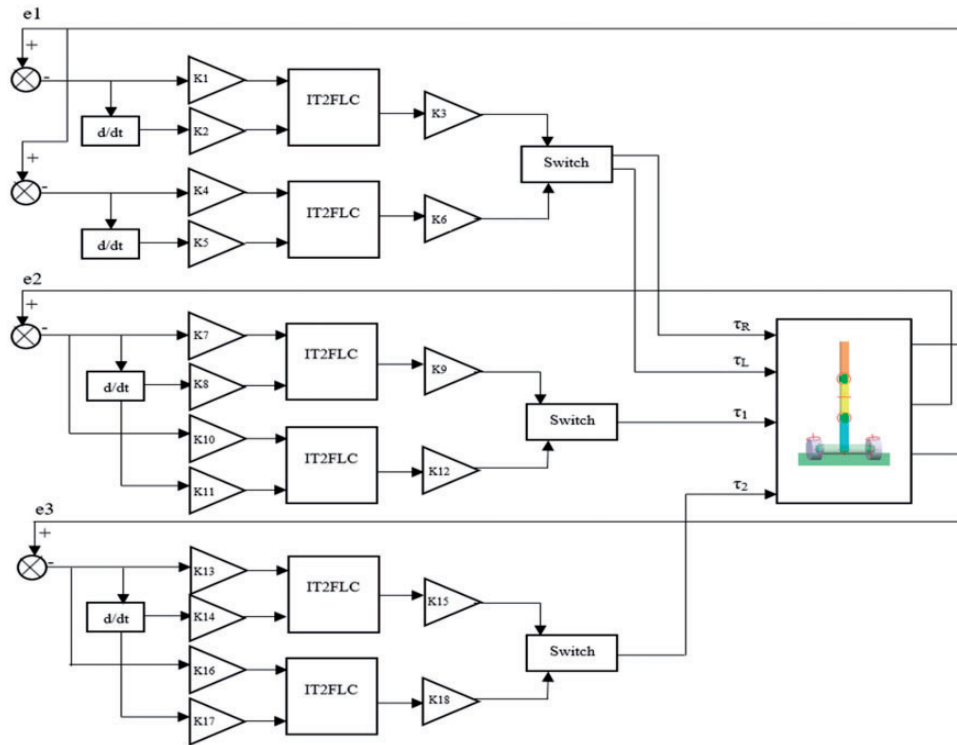 e1
+
-
K1
IT2FLC
K3
d/dt
K2
Switch
+
-
K4
IT2FLC
K6
d/dt
K5
e2
+
-
K7
IT2FLC
K9
d/dt
K8
Switch
K10
IT2FLC
K12
K11
τR
τL
τ1
τ2
e3
+
-
K13
IT2FLC
K15
d/dt
K14
Switch
K16
IT2FLC
K18
K17